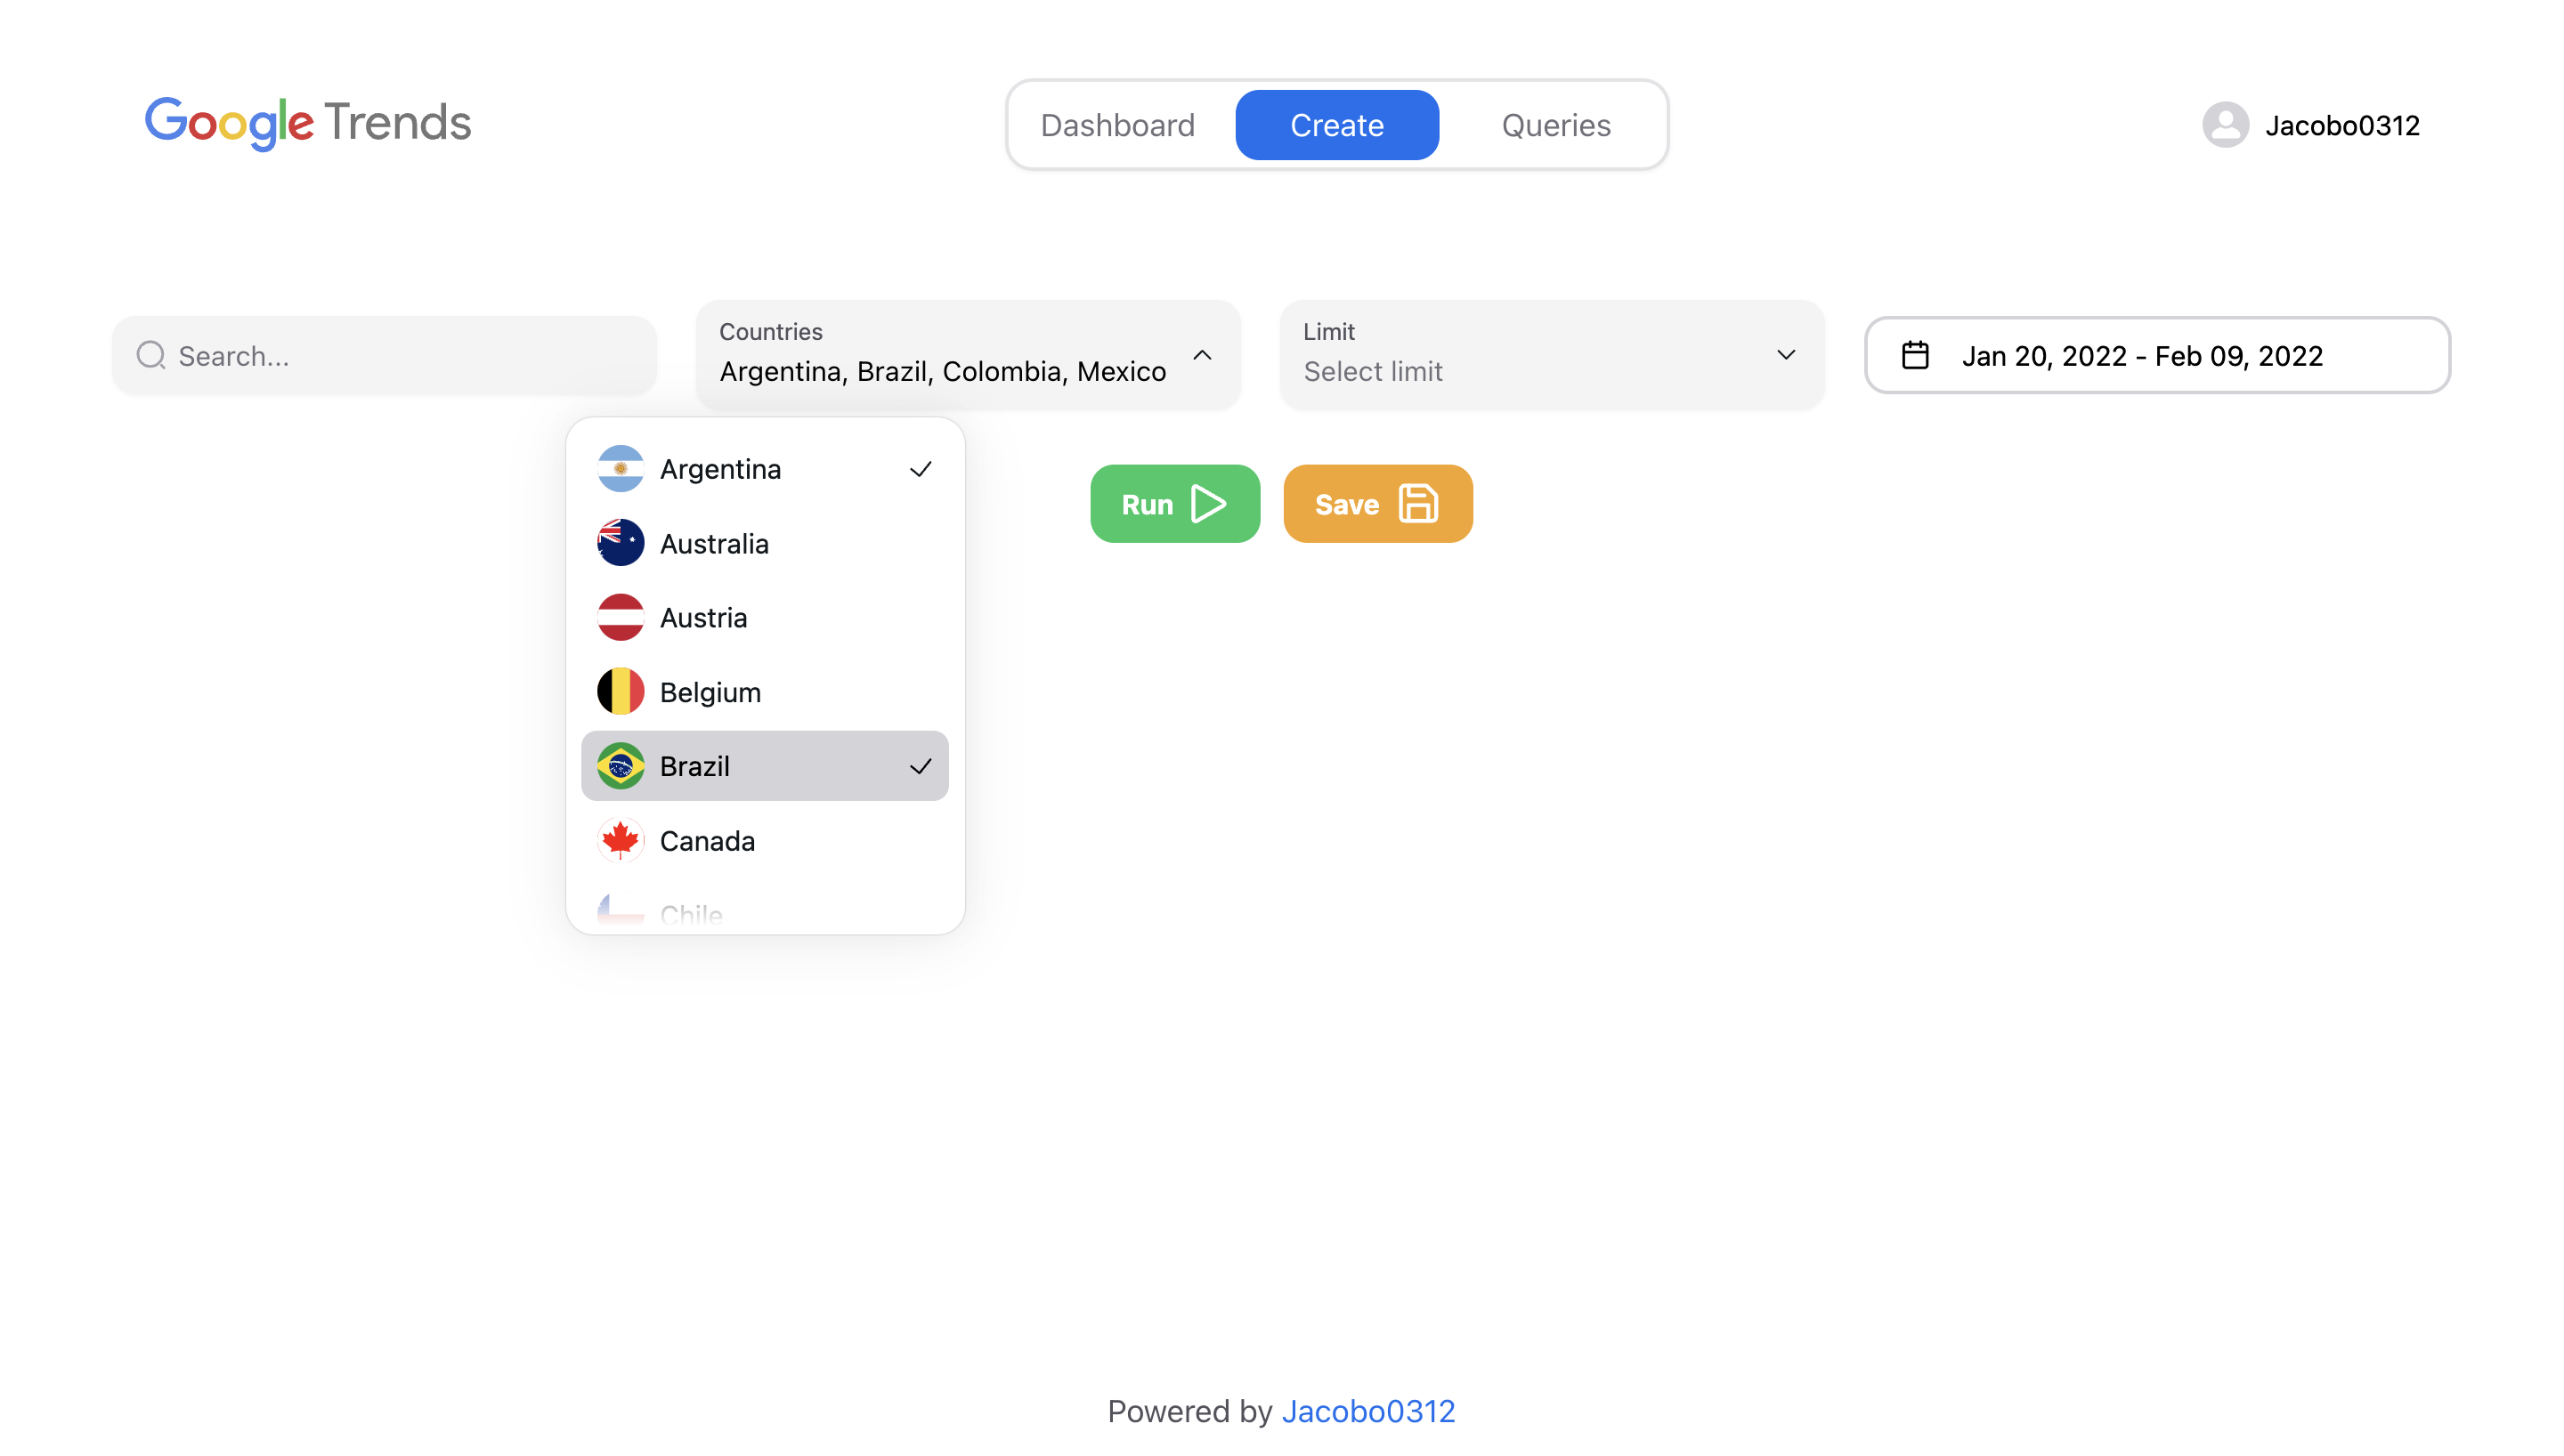 Google Trends
Dashboard
Create
Queries
Jacobo0312
Search...
Countries
Argentina, Brazil, Colombia, Mexico
Limit
Select limit
Jan 20, 2022 - Feb 09, 2022
Argentina
Australia
Austria
Belgium
Brazil
Canada
Chile
Run
Save
Powered by Jacobo0312